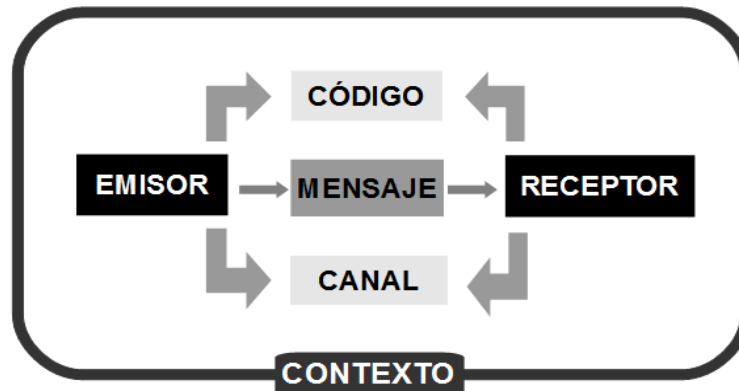 CÓDIGO
EMISOR
MENSAJE
RECEPTOR
CANAL
CONTEXTO